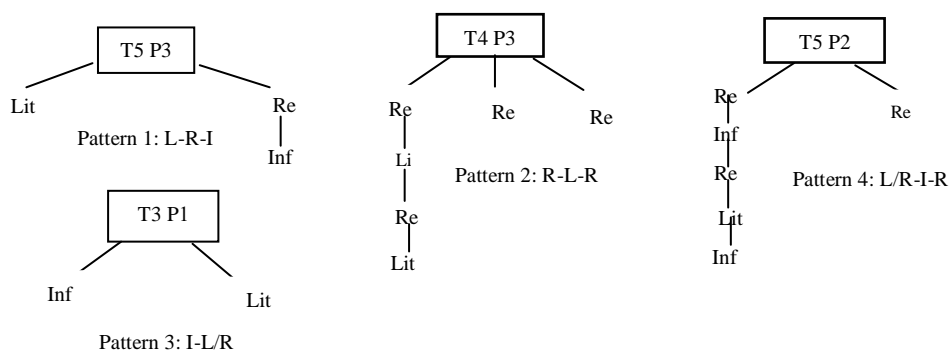 T5 P3
Lit
Re
Inf
Pattern 1: L-R-I
T4 P3
Re
Re
Re
Li
Re
Lit
Pattern 2: R-L-R
T5 P2
Re
Re
Inf
Re
Lit
Inf
Pattern 4: L/R-I-R
T3 P1
Inf
Lit
Pattern 3: I-L/R